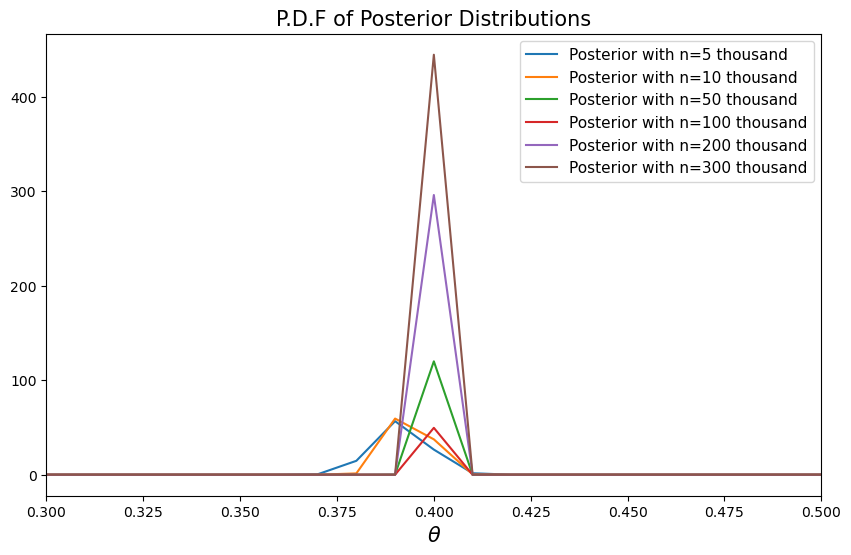 P.D.F of Posterior Distributions
Posterior with n=5 thousand
Posterior with n=10 thousand
Posterior with n=50 thousand
Posterior with n=100 thousand
Posterior with n=200 thousand
Posterior with n=300 thousand
400
300
200
100
0
0.300 0.325 0.350 0.375 0.400 0.425 0.450 0.475 0.500
θ